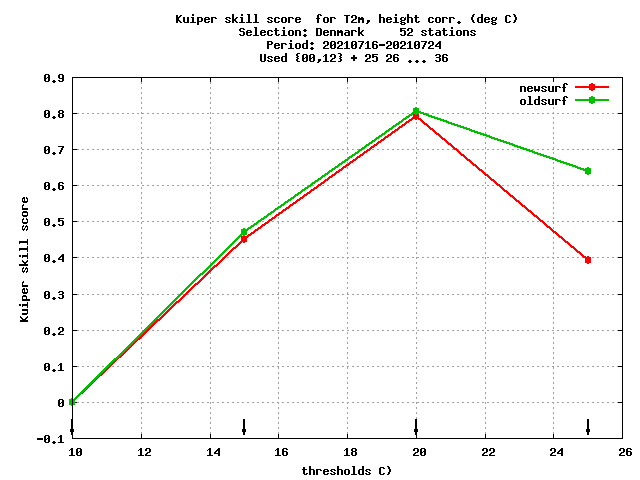 Kuiper skill score  for T2m, height corr. (deg C)
Selection: Denmark     52 stations
Period: 20210716-20210724
Used {00,12} + 25 26 ... 36
newsurf
oldsurf
Kuiper skill score
0.9
0.8
0.7
0.6
0.5
0.4
0.3
0.2
0.1
0
-0.1
10 12 14 16 18 20 22 24 26
thresholds C)